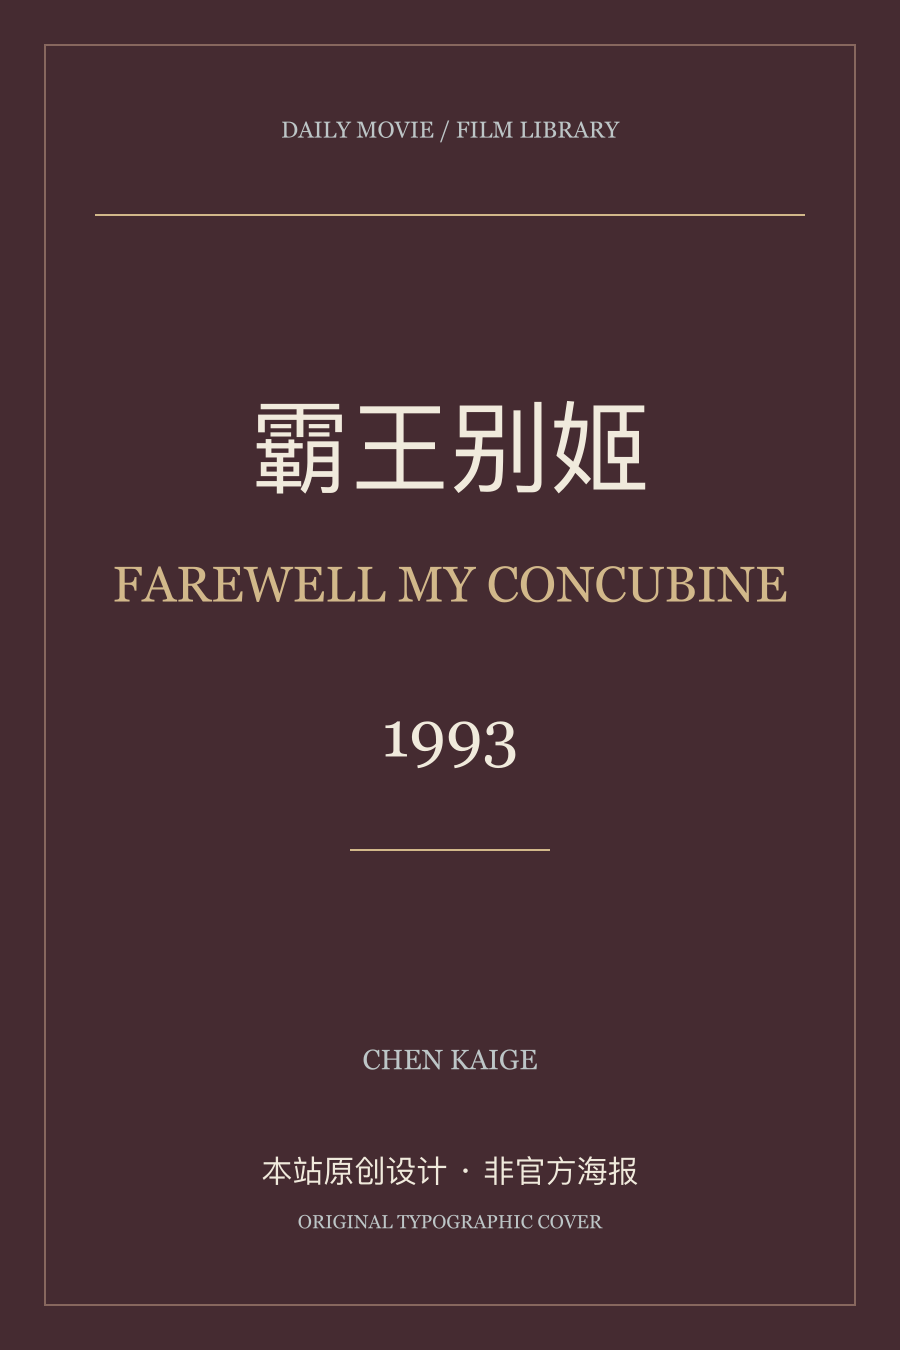 DAILY MOVIE / FILM LIBRARY
霸王别姬
FAREWELL MY CONCUBINE
1993
CHEN KAIGE
本站原创设计 · 非官方海报
ORIGINAL TYPOGRAPHIC COVER